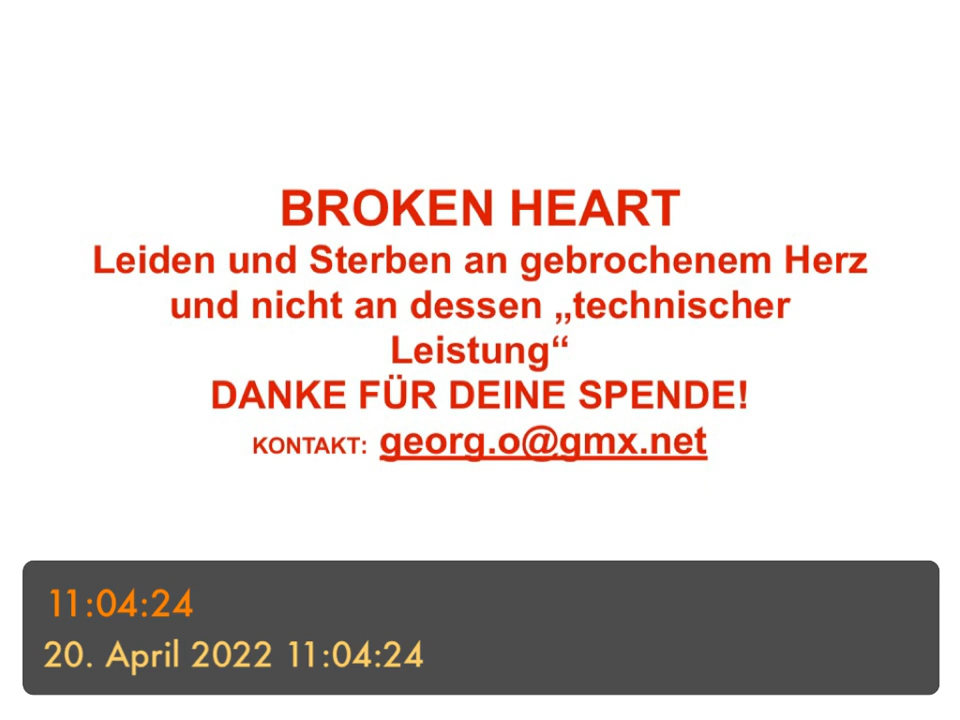 BROKEN HEART
Leiden und Sterben an gebrochenem Herz
und nicht an dessen „technischer
Leistung“
DANKE FÜR DEINE SPENDE!
KONTAKT: georg.o@gmx.net
11:04:24
20. April 2022 11:04:24